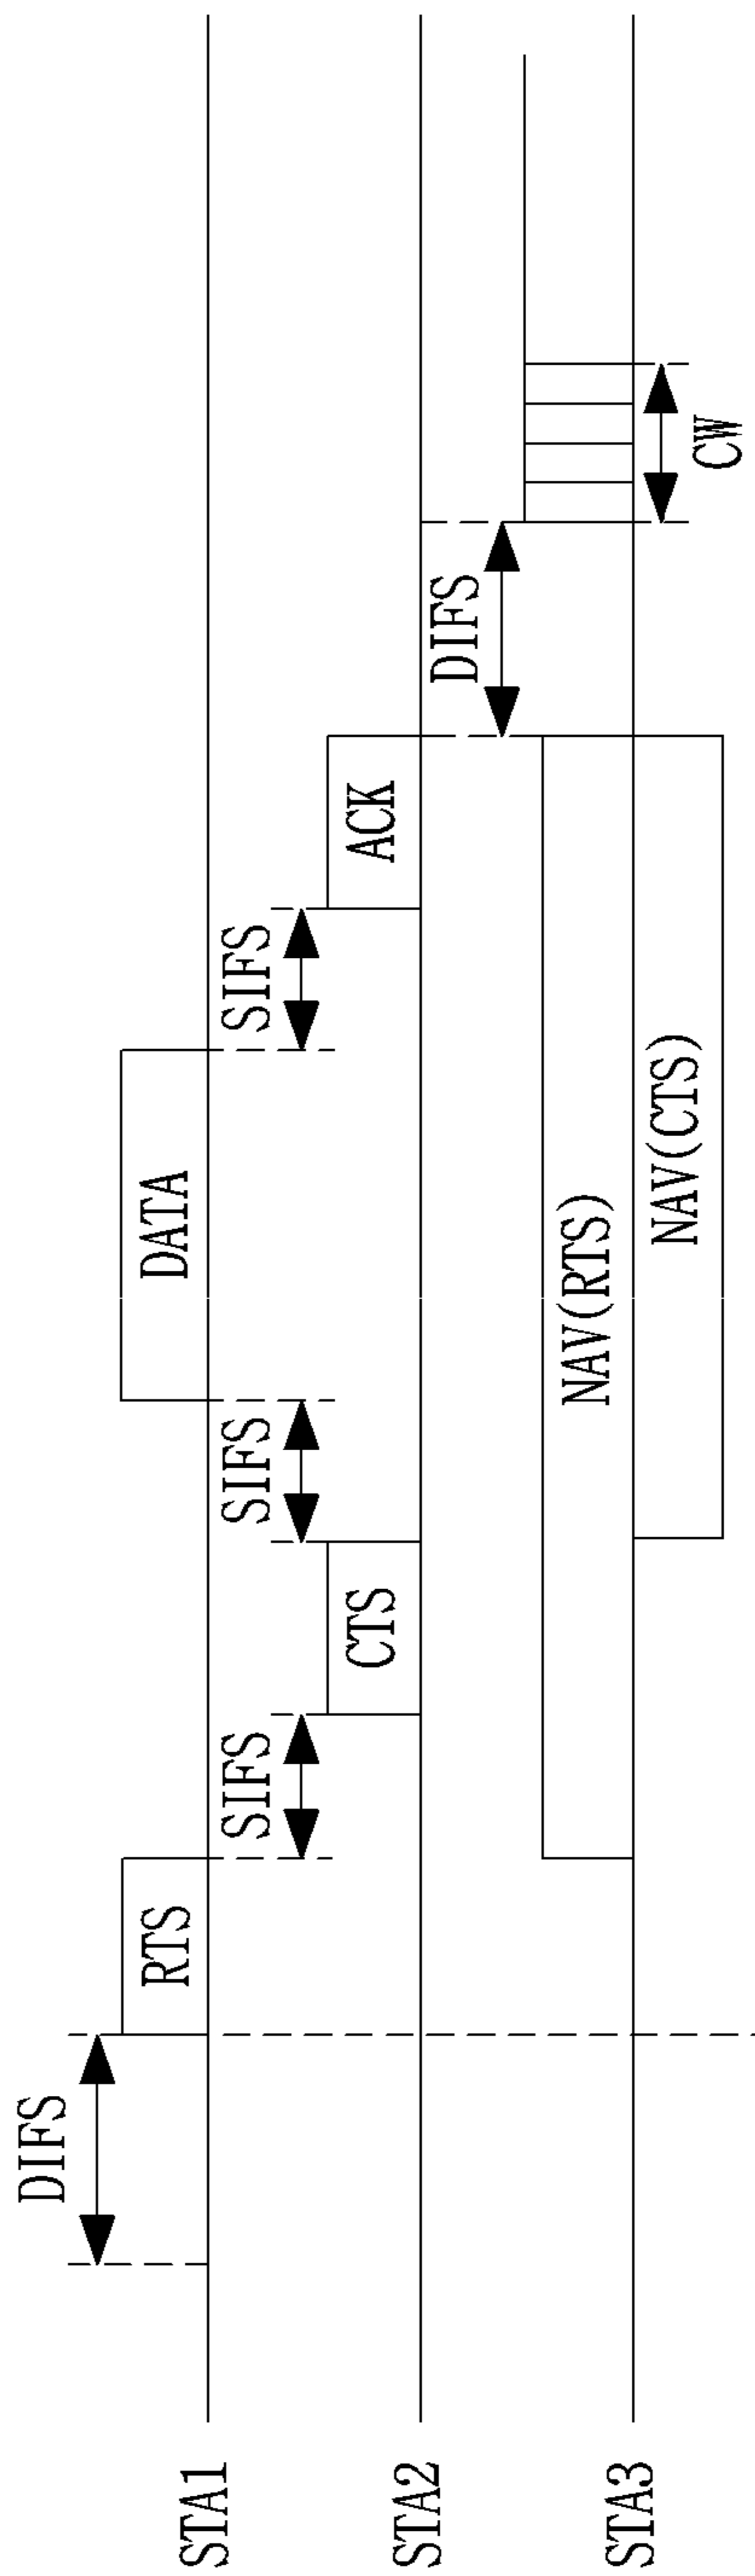 DIFS
STA1
RTS
SIFS
SIFS
DATA
SIFS
STA2
CTS
ACK
DIFS
STA3
NAV(RTS)
NAV(CTS)
CW